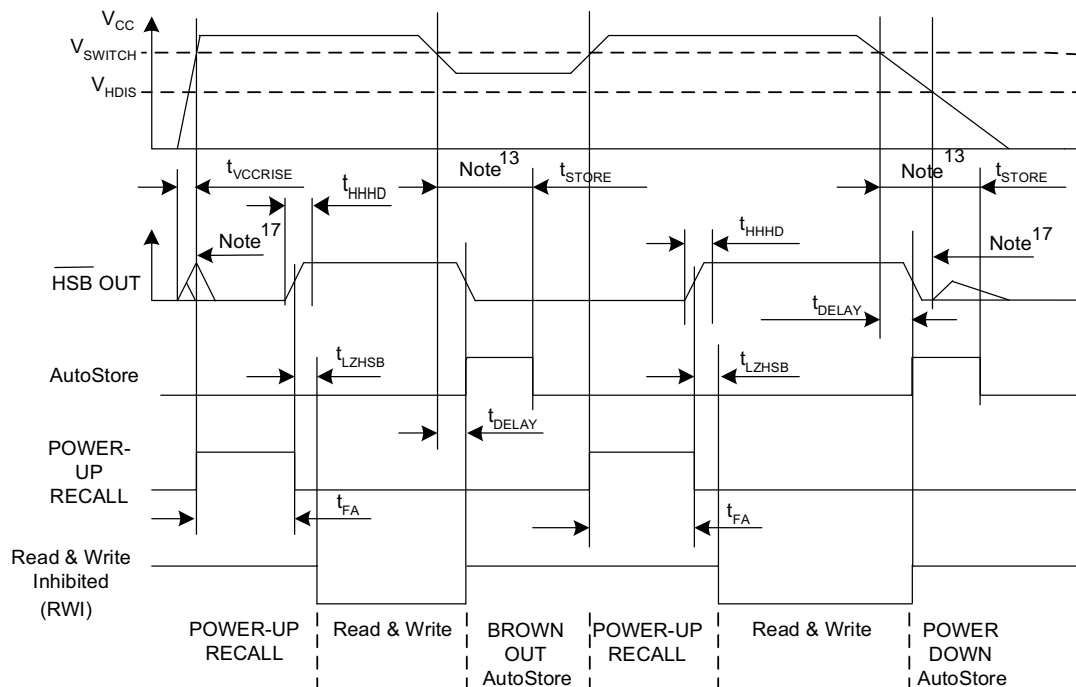 VCC
VSWITCH
VHDIS
tVCCRISE
Note13
tSTORE
Note13
tSTORE
tHHHD
tHHHD
Note17
Note17
HSB OUT
tDELAY
tLZHSB
tLZHSB
AutoStore
tDELAY
POWER-
UP
RECALL
tFA
tFA
Read & Write
Inhibited
(RWI)
POWER-UP
RECALL
Read & Write
BROWN
OUT
AutoStore
POWER-UP
RECALL
Read & Write
POWER
DOWN
AutoStore